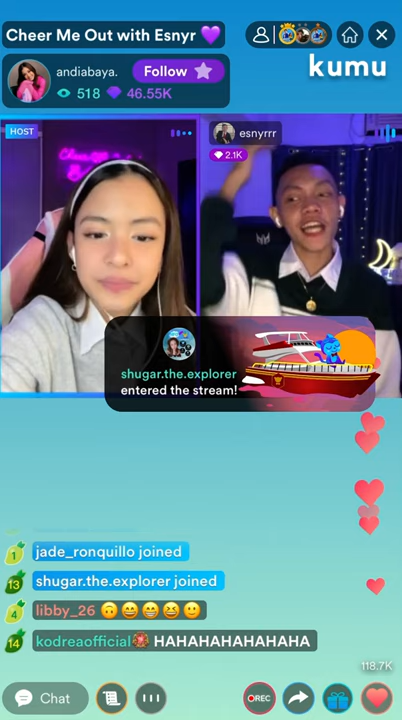 Cheer Me Out with Esnyr 💜
andiabaya.
Follow
518 46.55K
kumu
HOST
esnyrrr
2.1K
shugar.the.explorer
entered the stream!
1 jade_ronquillo joined
13 shugar.the.explorer joined
4 libby_26 🙃😄😄😆🙂
14 kodreaofficial HAHAHAHAHAHAHA
118.7K
Chat
REC